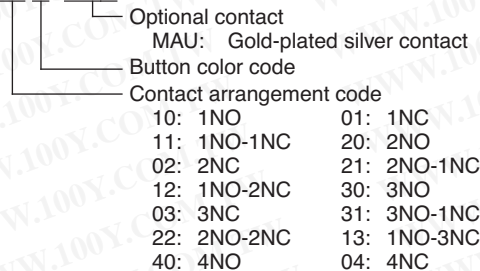 Optional contact
MAU: Gold-plated silver contact
Button color code
Contact arrangement code
10: 1NO 01: 1NC
11: 1NO-1NC 20: 2NO
02: 2NC 21: 2NO-1NC
12: 1NO-2NC 30: 3NO
03: 3NC 31: 3NO-1NC
22: 2NO-2NC 13: 1NO-3NC
40: 4NO 04: 4NC